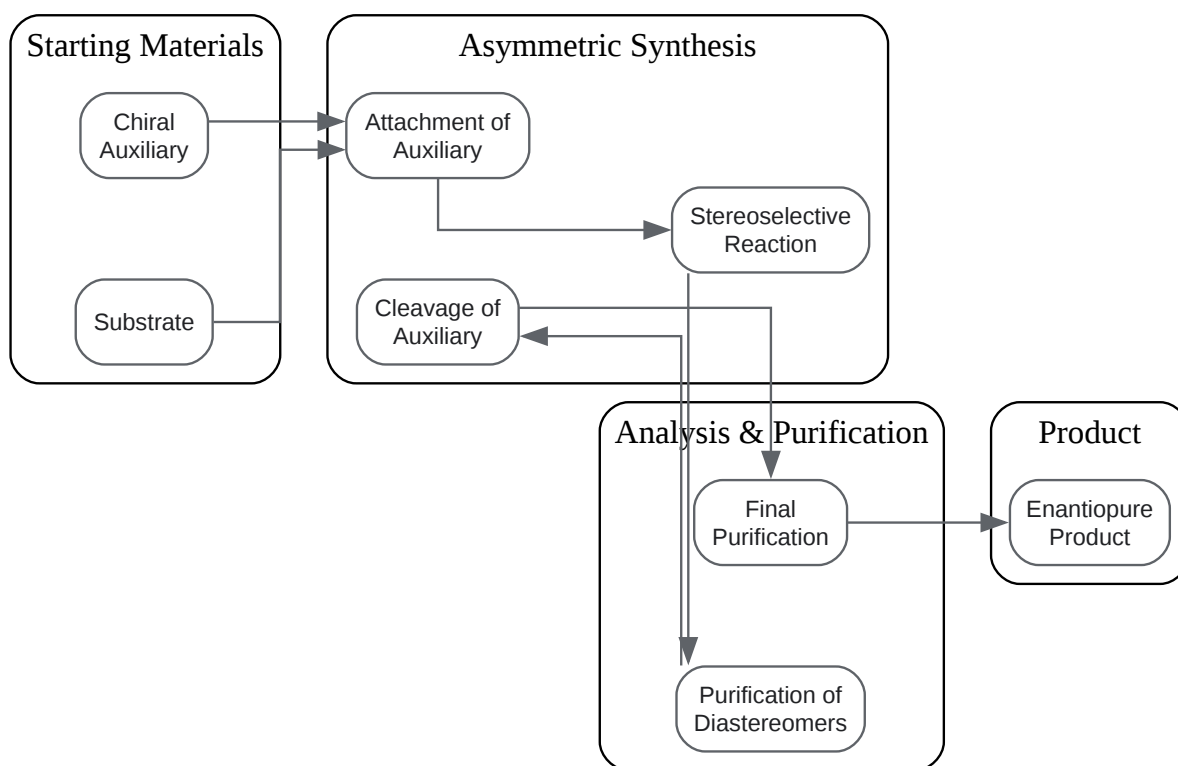 Starting Materials
Asymmetric Synthesis
Chiral
Auxiliary
Attachment of
Auxiliary
Stereoselective
Reaction
Substrate
Cleavage of
Auxiliary
Analysis & Purification
Product
Final
Purification
Enantiopure
Product
Purification of
Diastereomers